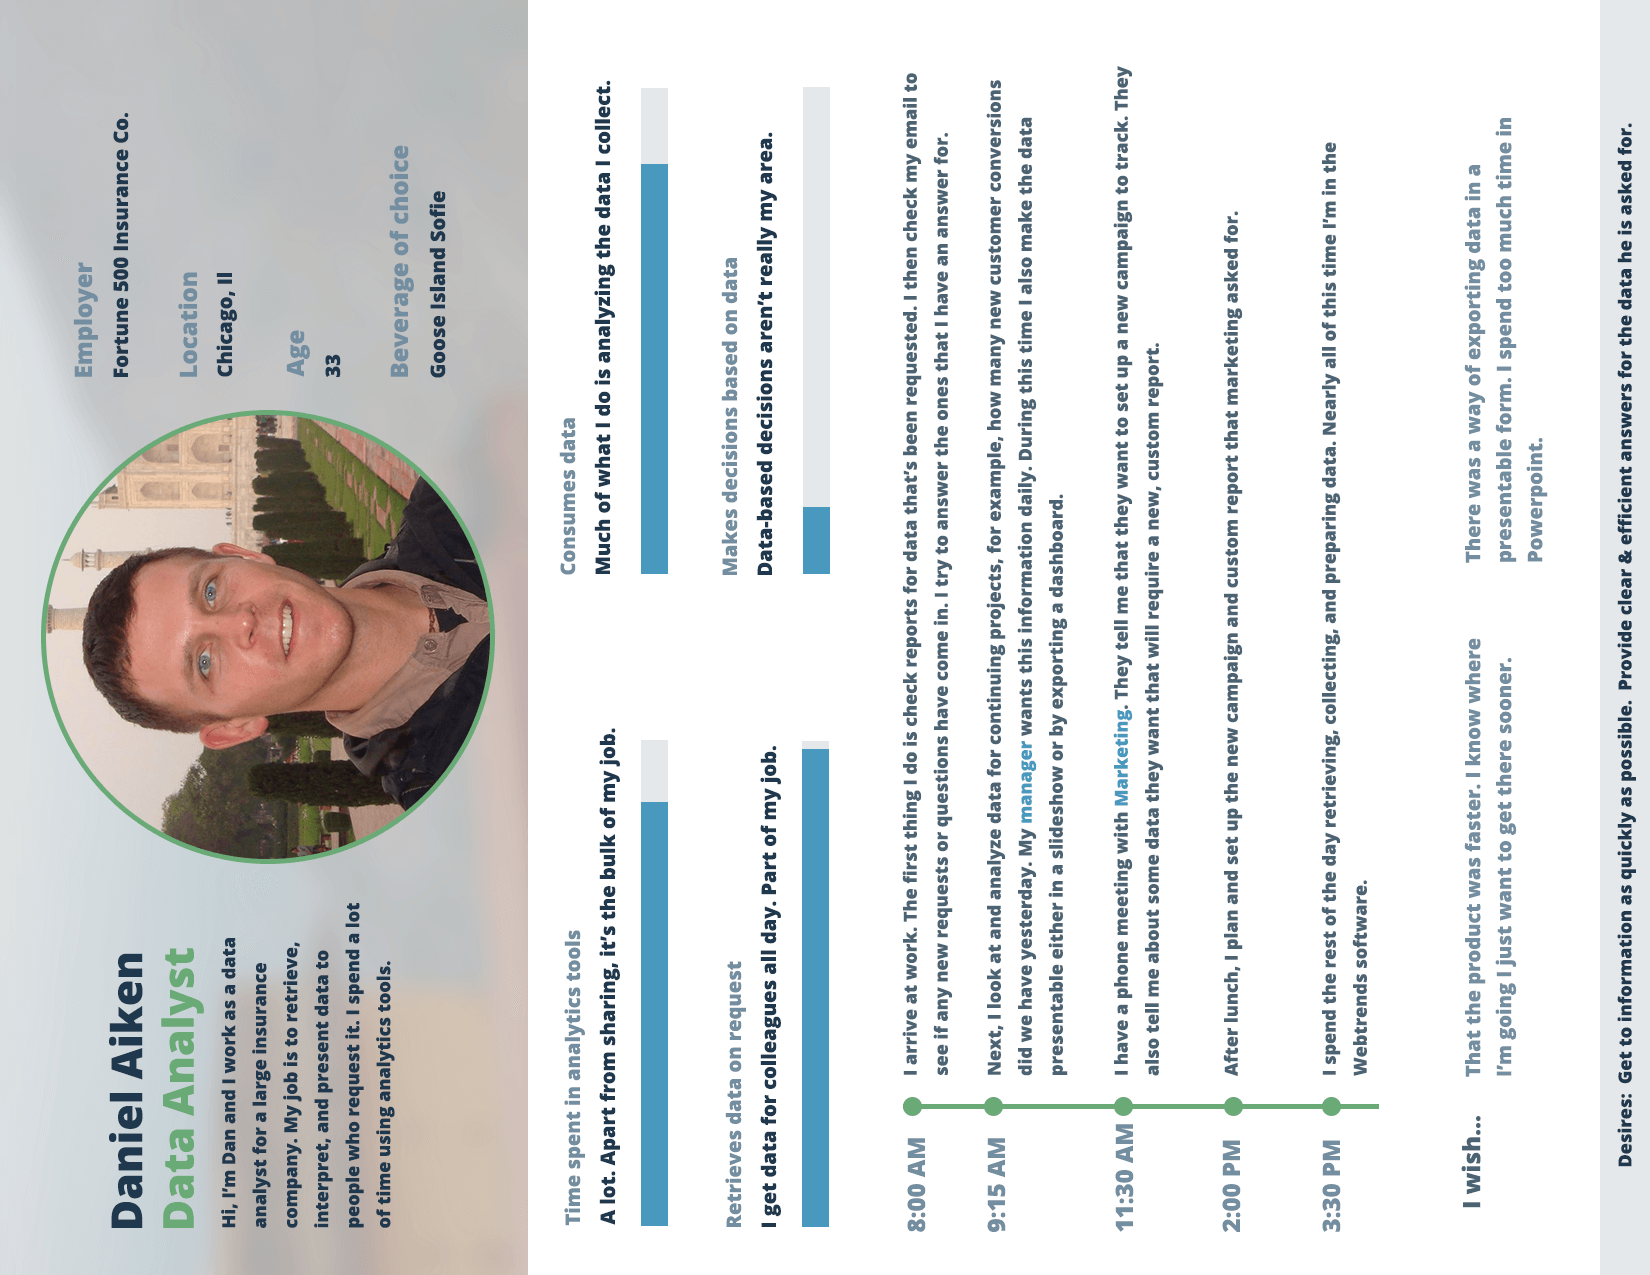 Daniel Aiken
Data Analyst
Hi, I'm Dan and I work as a data
analyst for a large insurance
company. My job is to retrieve,
interpret, and present data to
people who request it. I spend a lot
of time using analytics tools.
Employer
Fortune 500 Insurance Co.
Location
Chicago, Il
Age
33
Beverage of choice
Goose Island Sofie
Time spent in analytics tools
A lot. Apart from sharing, it's the bulk of my job.
Consumes data
Much of what I do is analyzing the data I collect.
Retrieves data on request
I get data for colleagues all day. Part of my job.
Makes decisions based on data
Data-based decisions aren't really my area.
8:00 AM
I arrive at work. The first thing I do is check reports for data that's been requested. I then check my email to
see if any new requests or questions have come in. I try to answer the ones that I have an answer for.
9:15 AM
Next, I look at and analyze data for continuing projects, for example, how many new customer conversions
did we have yesterday. My manager wants this information daily. During this time I also make the data
presentable either in a slideshow or by exporting a dashboard.
11:30 AM
I have a phone meeting with Marketing. They tell me that they want to set up a new campaign to track. They
also tell me about some data they want that will require a new, custom report.
2:00 PM
After lunch, I plan and set up the new campaign and custom report that marketing asked for.
3:30 PM
I spend the rest of the day retrieving, collecting, and preparing data. Nearly all of this time I'm in the
Webtrends software.
I wish...
That the product was faster. I know where
I'm going I just want to get there sooner.
There was a way of exporting data in a
presentable form. I spend too much time in
Powerpoint.
Desires: Get to information as quickly as possible. Provide clear & efficient answers for the data he is asked for.